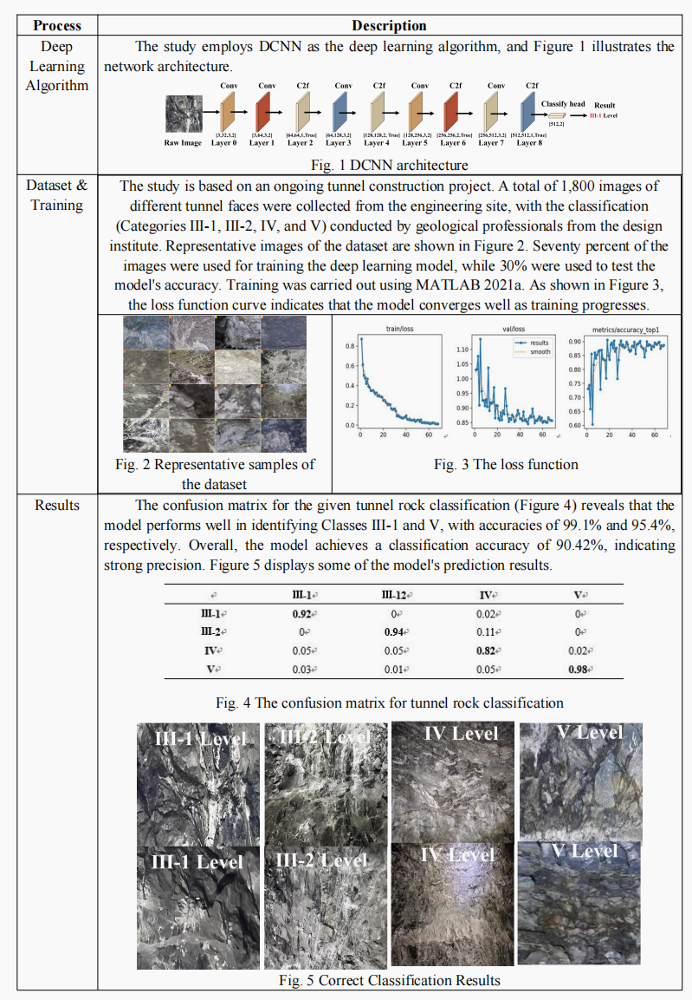 Process Description
Deep
Learning
Algorithm
The study employs DCNN as the deep learning algorithm, and Figure 1 illustrates the
network architecture.
Conv Conv C2f Conv C2f Conv C2f Conv C2f
Classify head Result
III-1 Level
[512,2]
[3,32,3,2] [3,64,3,2] [64,64,1,True] [64,128,3,2] [128,128,2,True] [128,256,3,2] [256,256,2,True] [256,512,3,2] [512,512,1,True]
Raw Image Layer 0 Layer 1 Layer 2 Layer 3 Layer 4 Layer 5 Layer 6 Layer 7 Layer 8
Fig. 1 DCNN architecture
Dataset &
Training
The study is based on an ongoing tunnel construction project. A total of 1,800 images of
different tunnel faces were collected from the engineering site, with the classification
(Categories III-1, III-2, IV, and V) conducted by geological professionals from the design
institute. Representative images of the dataset are shown in Figure 2. Seventy percent of the
images were used for training the deep learning model, while 30% were used to test the
model's accuracy. Training was carried out using MATLAB 2021a. As shown in Figure 3,
the loss function curve indicates that the model converges well as training progresses.
train/loss
0.8
0.6
0.4
0.2
0.0
0 20 40 60
val/loss
results
smooth
1.10
1.05
1.00
0.95
0.90
0.85
0 20 40 60
metrics/accuracy_top1
0.90
0.85
0.80
0.75
0.70
0.65
0.60
0 20 40 60
Fig. 2 Representative samples of
the dataset
Fig. 3 The loss function
Results
The confusion matrix for the given tunnel rock classification (Figure 4) reveals that the
model performs well in identifying Classes III-1 and V, with accuracies of 99.1% and 95.4%,
respectively. Overall, the model achieves a classification accuracy of 90.42%, indicating
strong precision. Figure 5 displays some of the model's prediction results.
III-1 III-12 IV V
III-1 0.92 0 0.02 0
III-2 0 0.94 0.11 0
IV 0.05 0.05 0.82 0.02
V 0.03 0.01 0.05 0.98
Fig. 4 The confusion matrix for tunnel rock classification
III-1 Level III-2 Level IV Level V Level
III-1 Level III-2 Level IV Level V Level
Fig. 5 Correct Classification Results